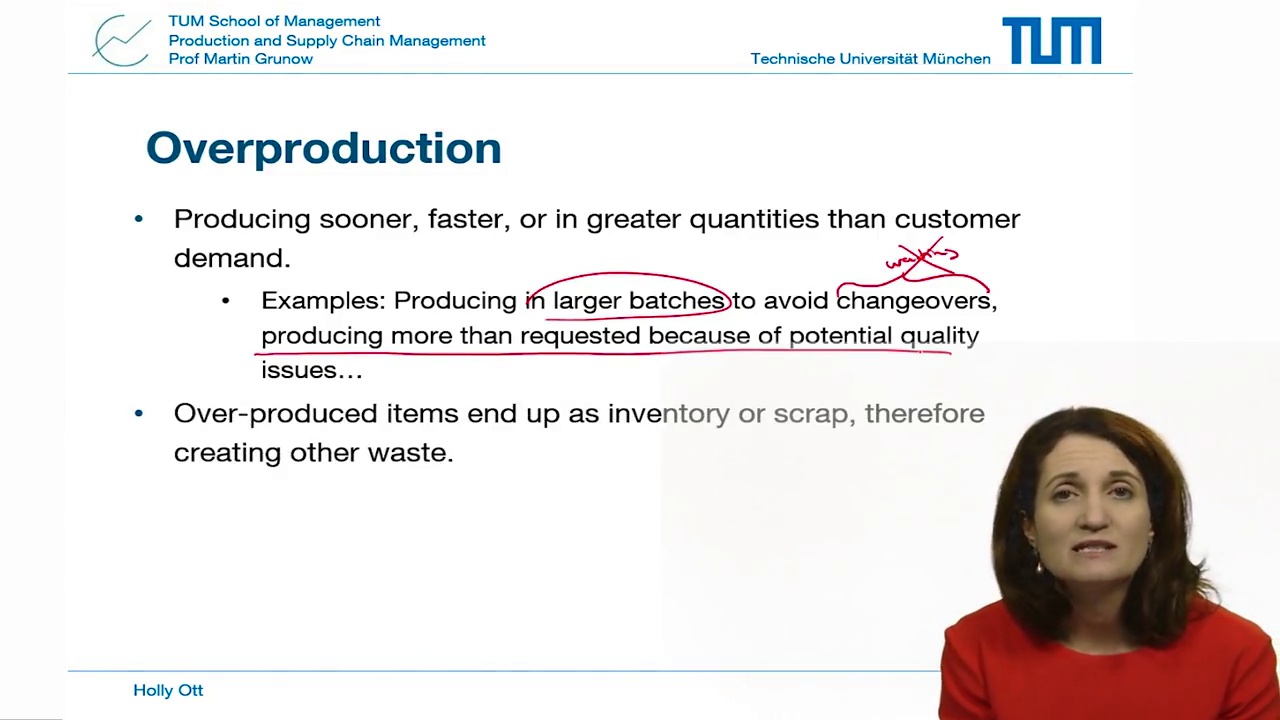 TUM School of Management
Production and Supply Chain Management
Prof Martin Grunow
Technische Universität München
TUM
Overproduction
• Producing sooner, faster, or in greater quantities than customer
demand.
waiting
• Examples: Producing in larger batches to avoid changeovers,
producing more than requested because of potential quality
issues...
• Over-produced items end up as inventory or scrap, therefore
creating other waste.
Holly Ott